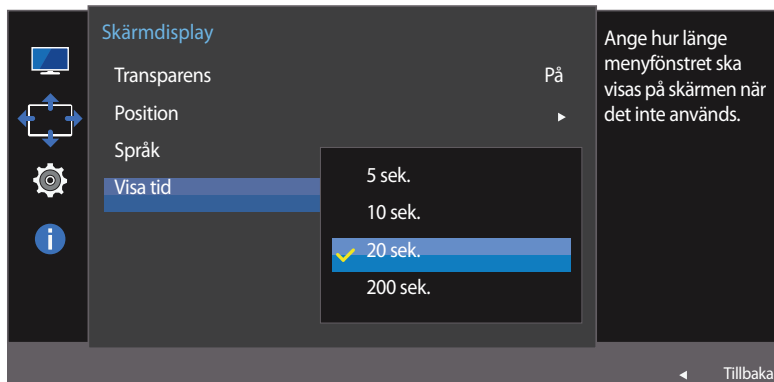 Skärmdisplay
Transparens På
Position
Språk
Visa tid
5 sek.
10 sek.
20 sek.
200 sek.
Ange hur länge
menyfönstret ska
visas på skärmen när
det inte används.
Tillbaka